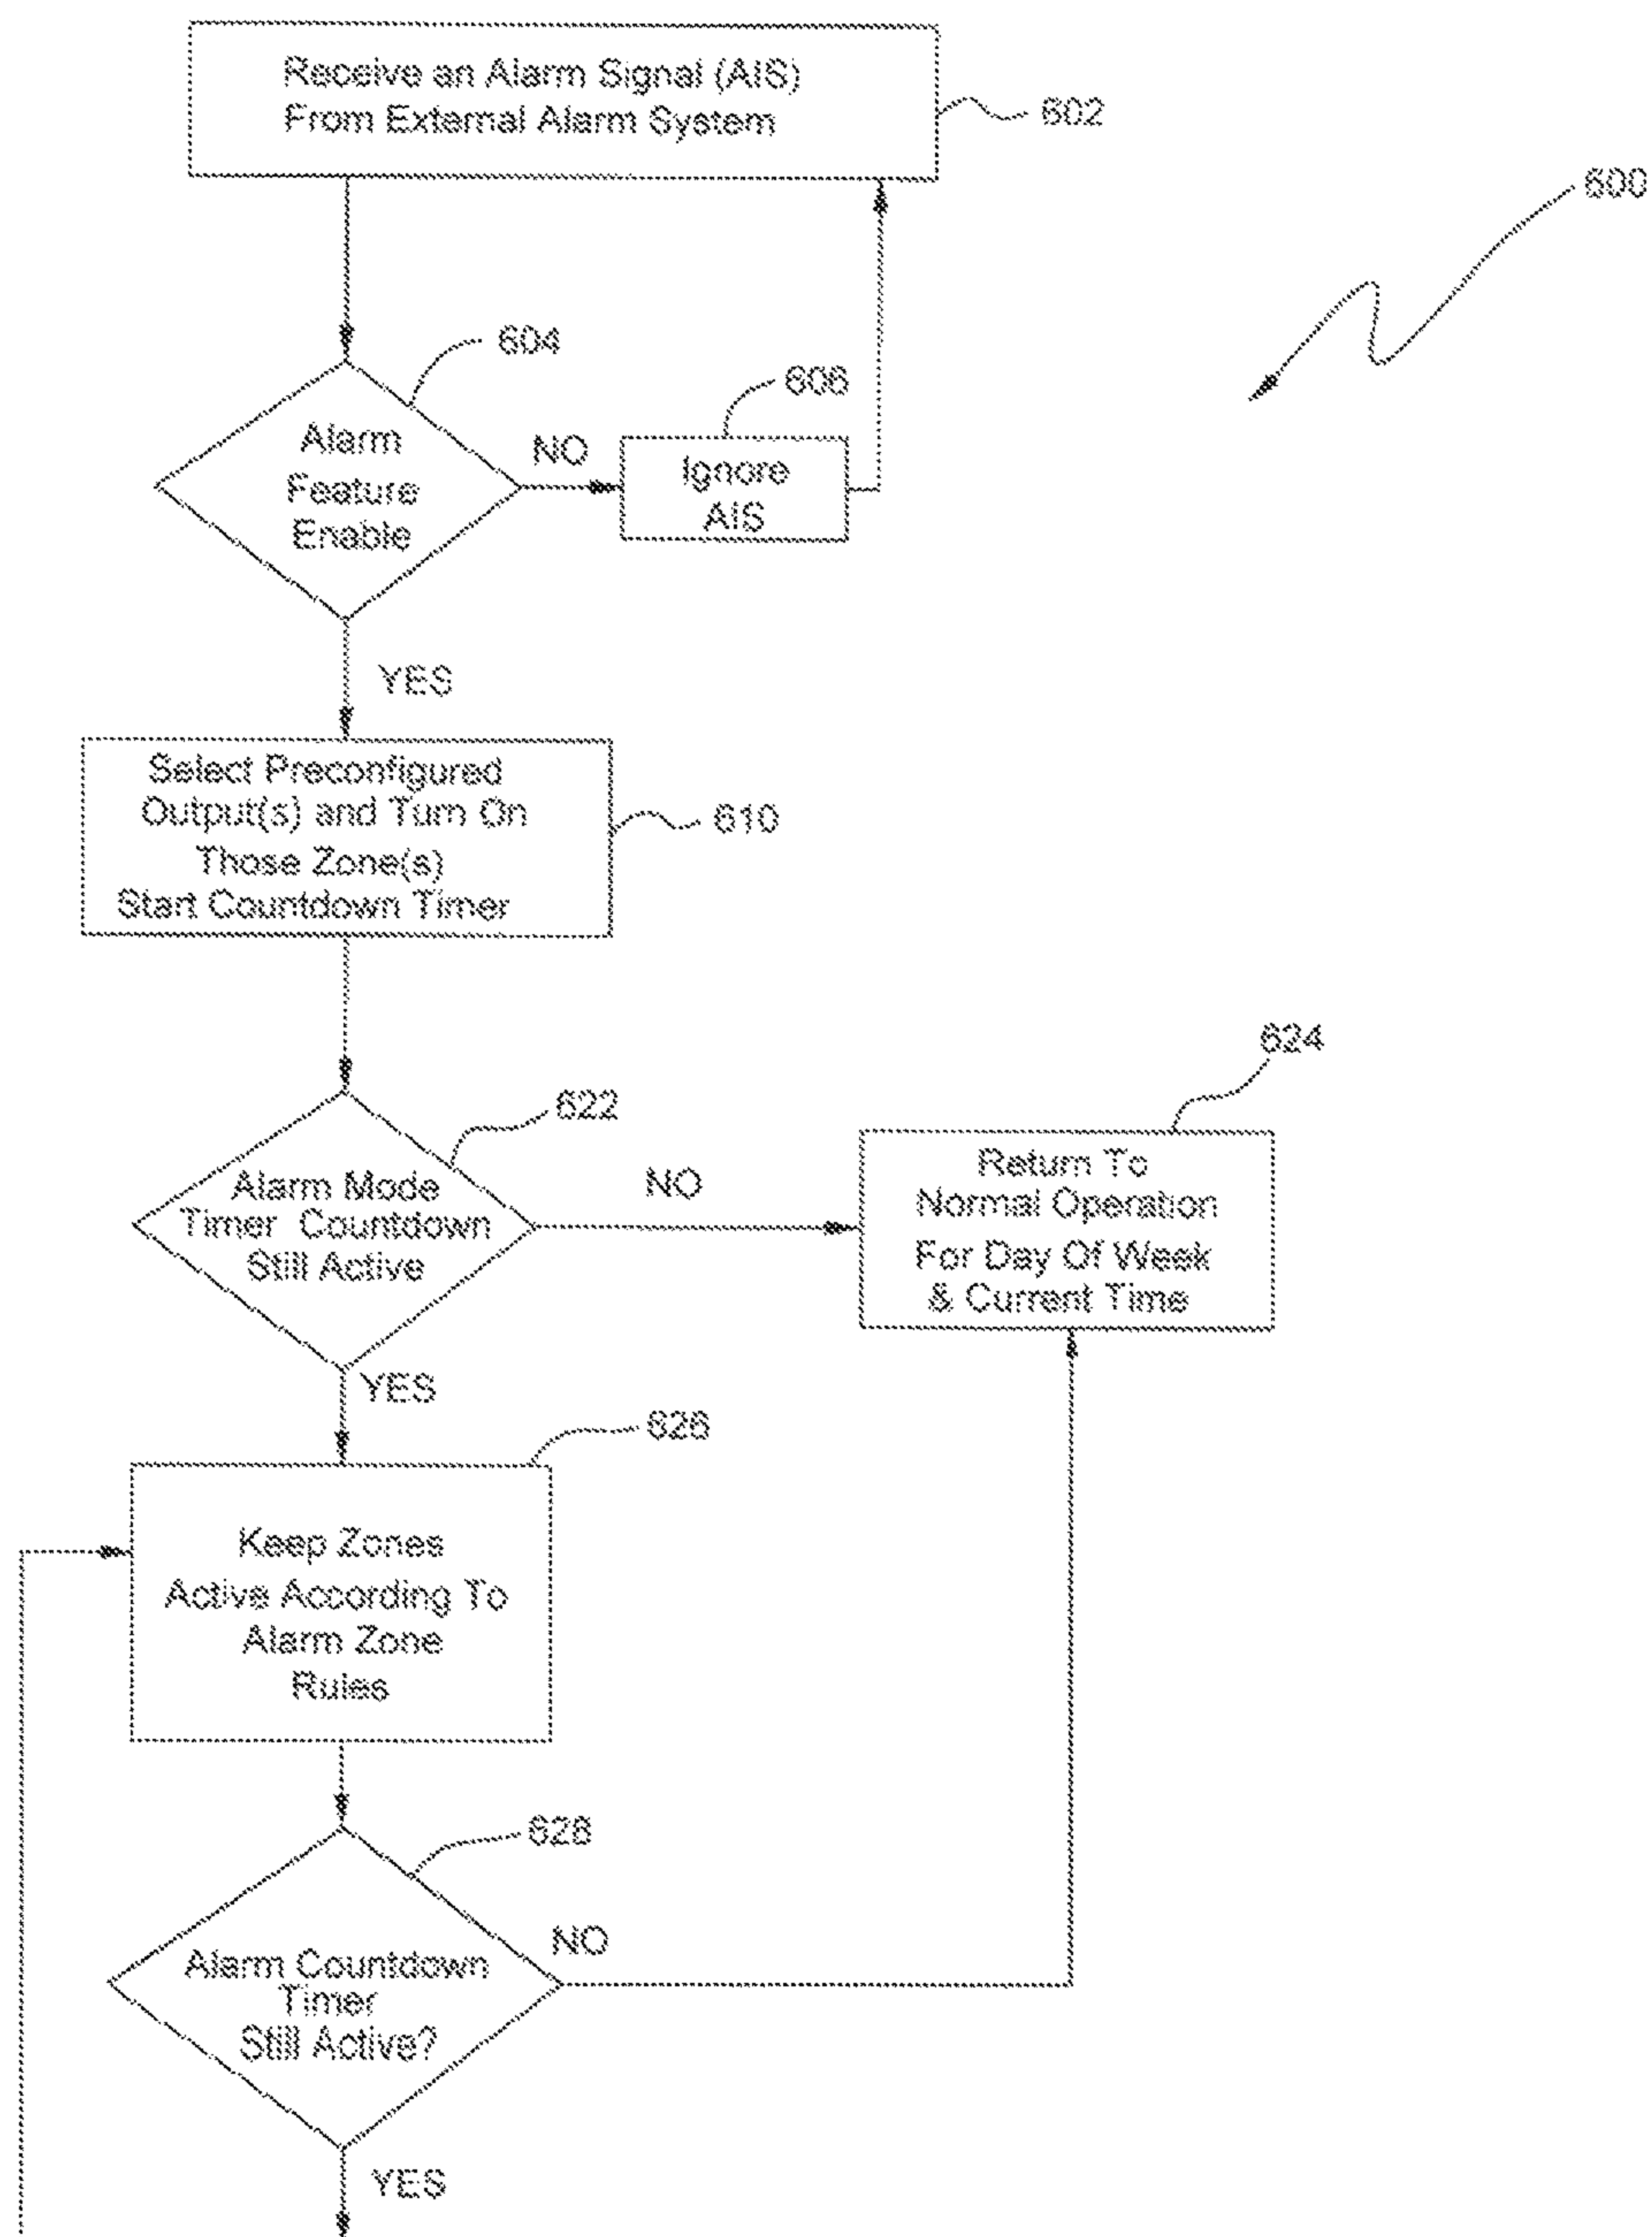 Receive an Alarm Signal (AIS)
From External Alarm System
602
600
604
Alarm
Feature
Enable
NO
606
Ignore
AIS
YES
Select Preconfigured
Output(s) and Turn On
Those Zone(s)
Start Countdown Timer
610
622
Alarm Mode
Timer Countdown
Still Active
NO
624
Return To
Normal Operation
For Day Of Week
& Current Time
YES
626
Keep Zones
Active According To
Alarm Zone
Rules
628
Alarm Countdown
Timer
Still Active?
NO
YES